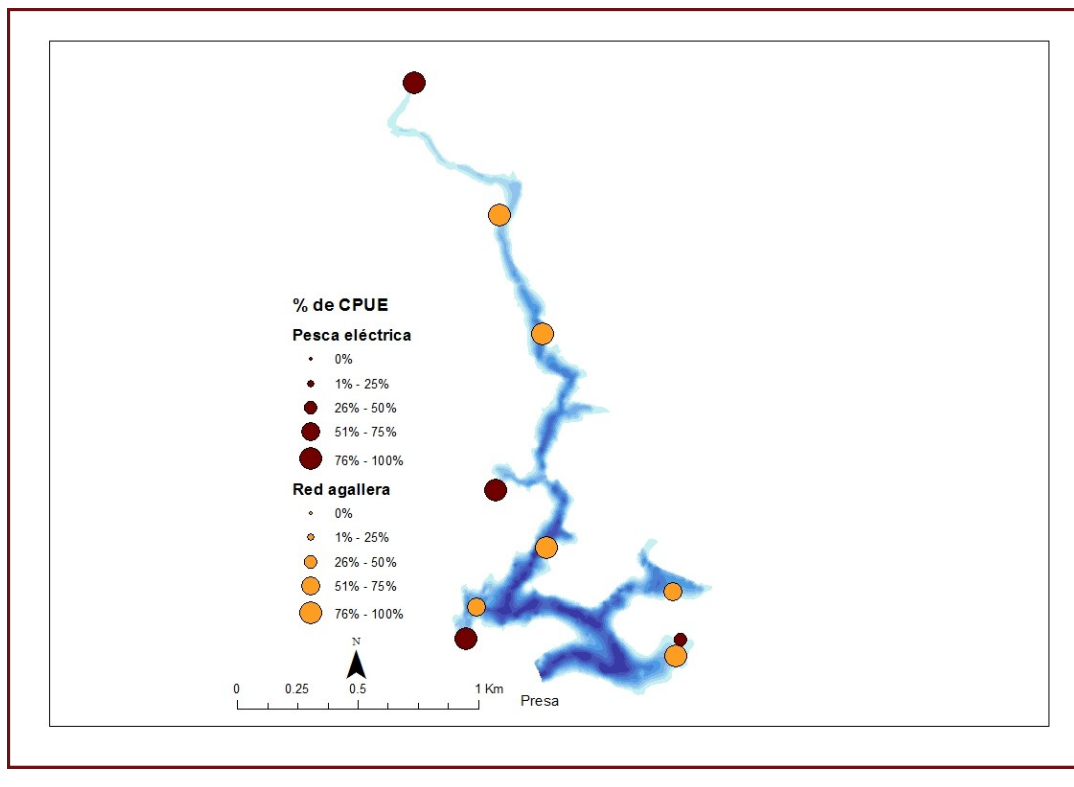 % de CPUE
Pesca eléctrica
0%
1% - 25%
26% - 50%
51% - 75%
76% - 100%
Red agallera
0%
1% - 25%
26% - 50%
51% - 75%
76% - 100%
N
0 0.25 0.5 1 Km
Presa